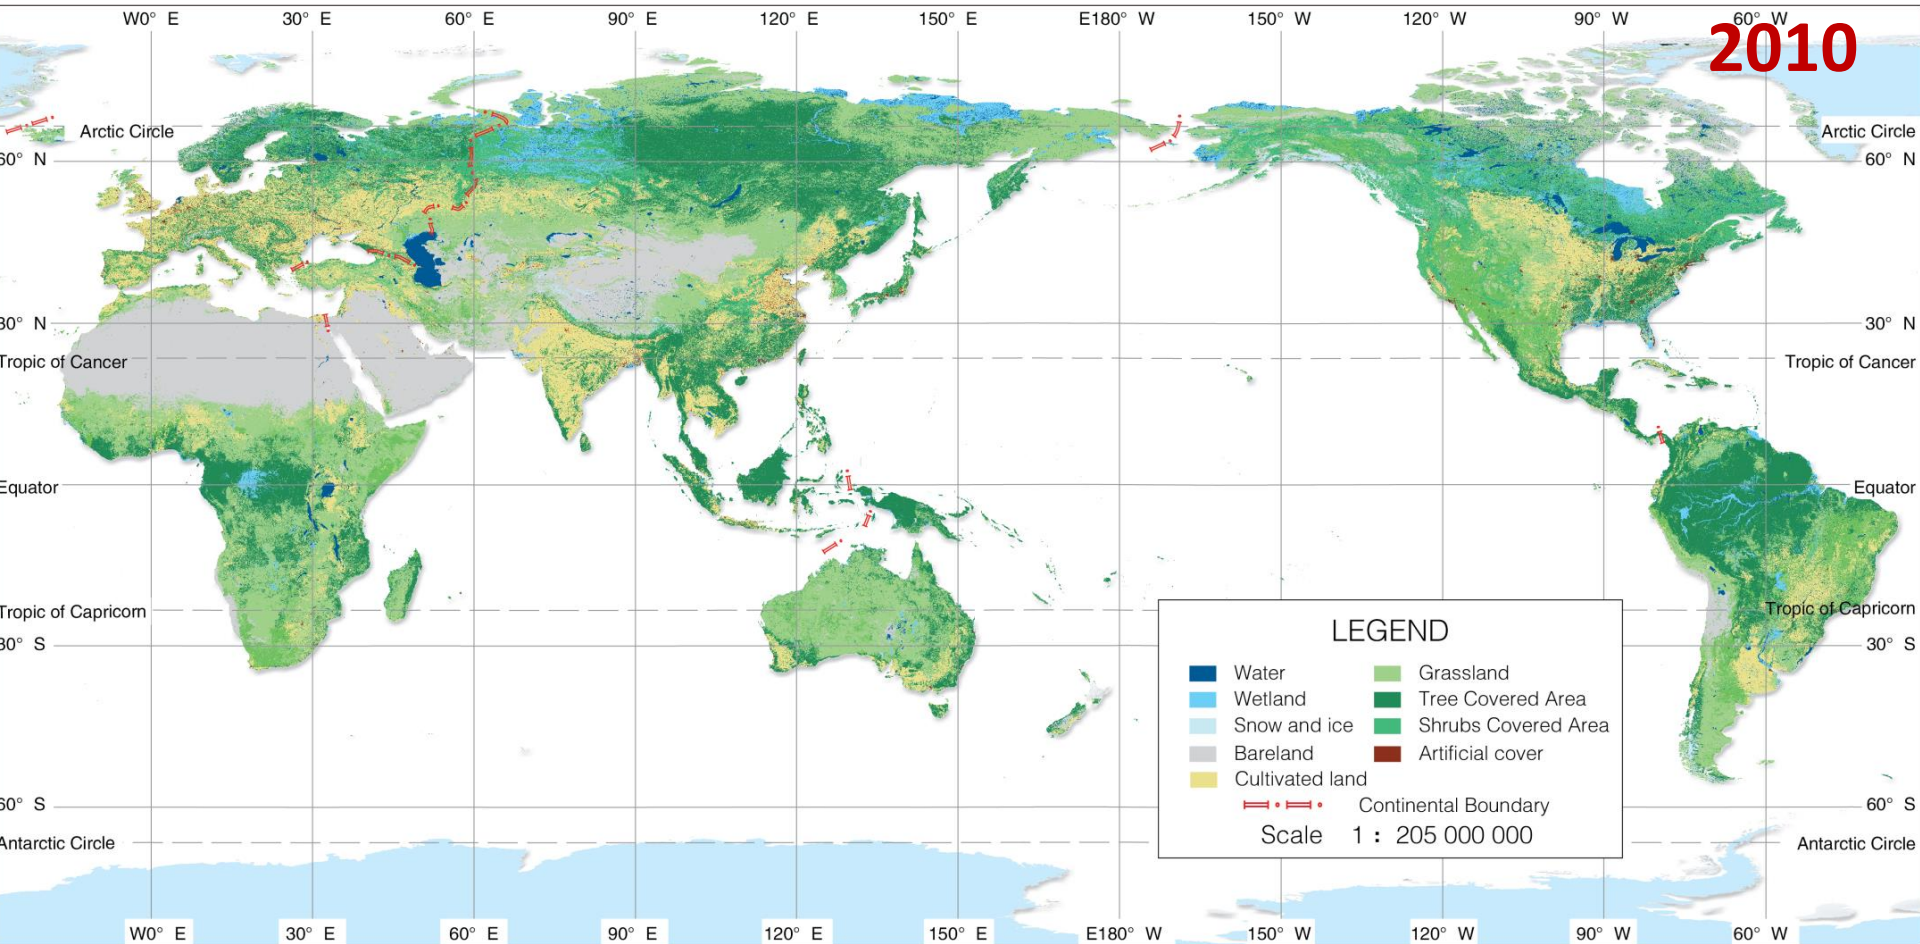 W0° E 30° E 60° E 90° E 120° E 150° E E180° W 150° W 120° W 90° W 60° W
2010
Arctic Circle Arctic Circle
60° N 60° N
30° N 30° N
Tropic of Cancer Tropic of Cancer
Equator Equator
Tropic of Capricorn Tropic of Capricorn
30° S 30° S
LEGEND
Water Grassland
Wetland Tree Covered Area
Snow and ice Shrubs Covered Area
Bareland Artificial cover
Cultivated land
Continental Boundary
Scale 1 : 205 000 000
60° S 60° S
Antarctic Circle Antarctic Circle
W0° E 30° E 60° E 90° E 120° E 150° E E180° W 150° W 120° W 90° W 60° W